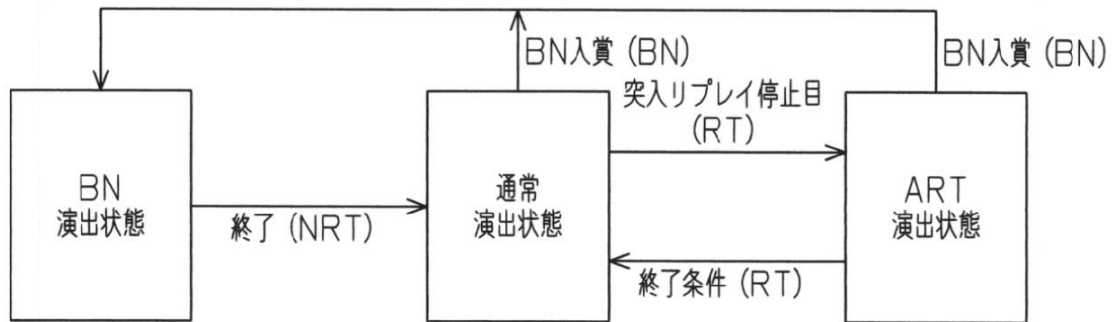 BN入賞 (BN)
BN入賞 (BN)
突入リプレイ停止目
(RT)
BN
演出状態
終了 (NRT)
通常
演出状態
ART
演出状態
終了条件 (RT)